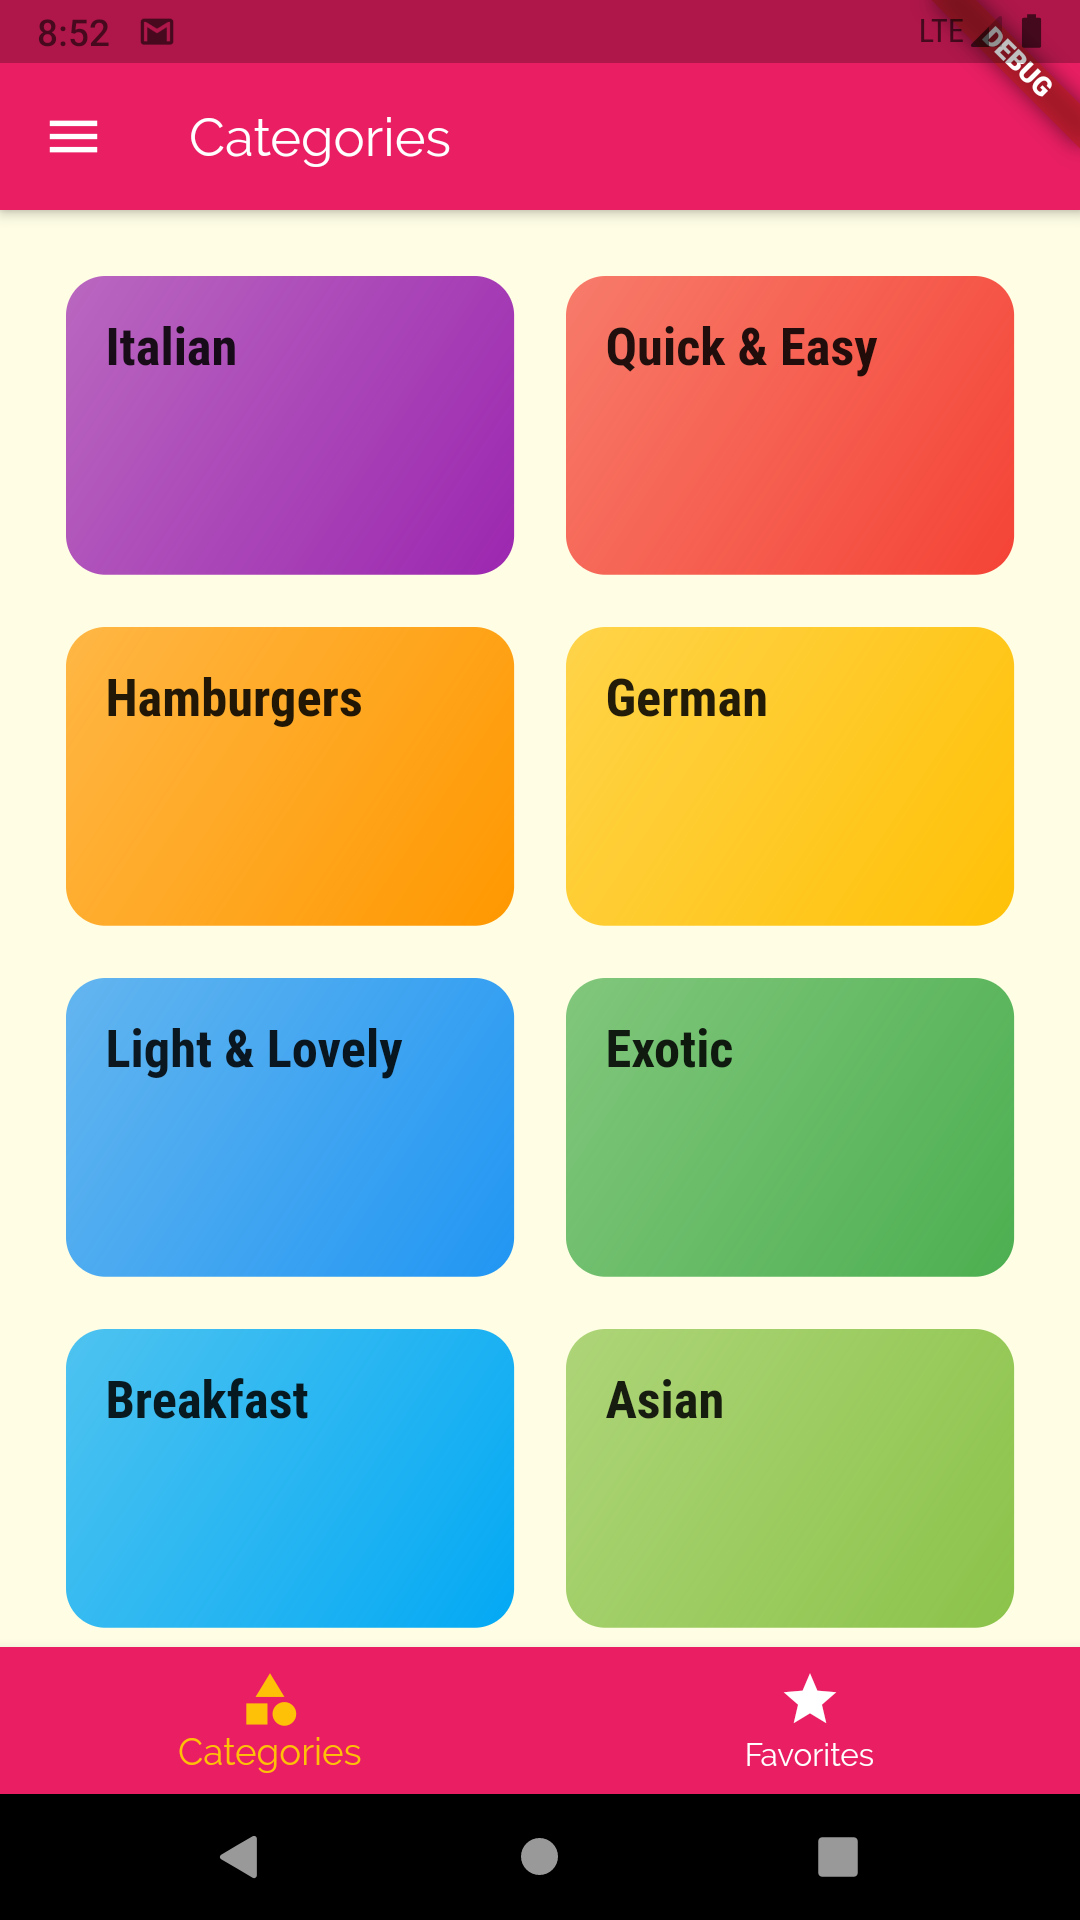 8:52
LTE
DEBUG
Categories
Italian
Quick & Easy
Hamburgers
German
Light & Lovely
Exotic
Breakfast
Asian
Categories
Favorites